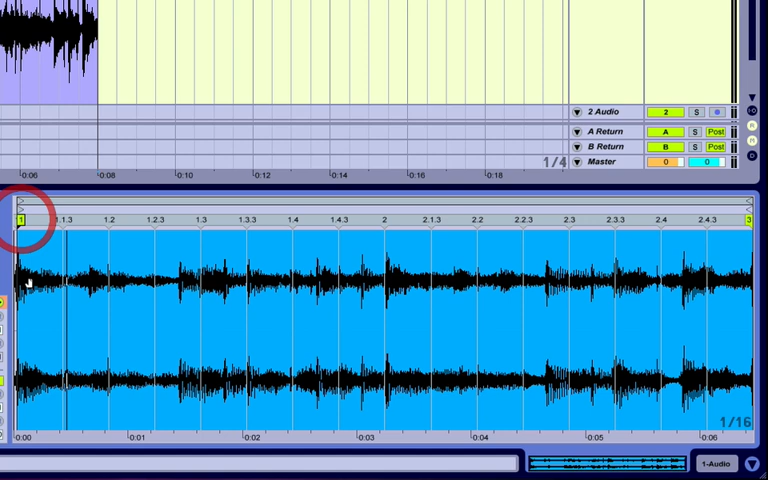 2 Audio 2 S
A Return A S Post
B Return B S Post
1/4 Master 0 0
0:06 0:08 0:10 0:12 0:14 0:16 0:18
1 1.1.3 1.2 1.2.3 1.3 1.3.3 1.4 1.4.3 2 2.1.3 2.2 2.2.3 2.3 2.3.3 2.4 2.4.3 3
1/16
0:00 0:01 0:02 0:03 0:04 0:05 0:06
1-Audio